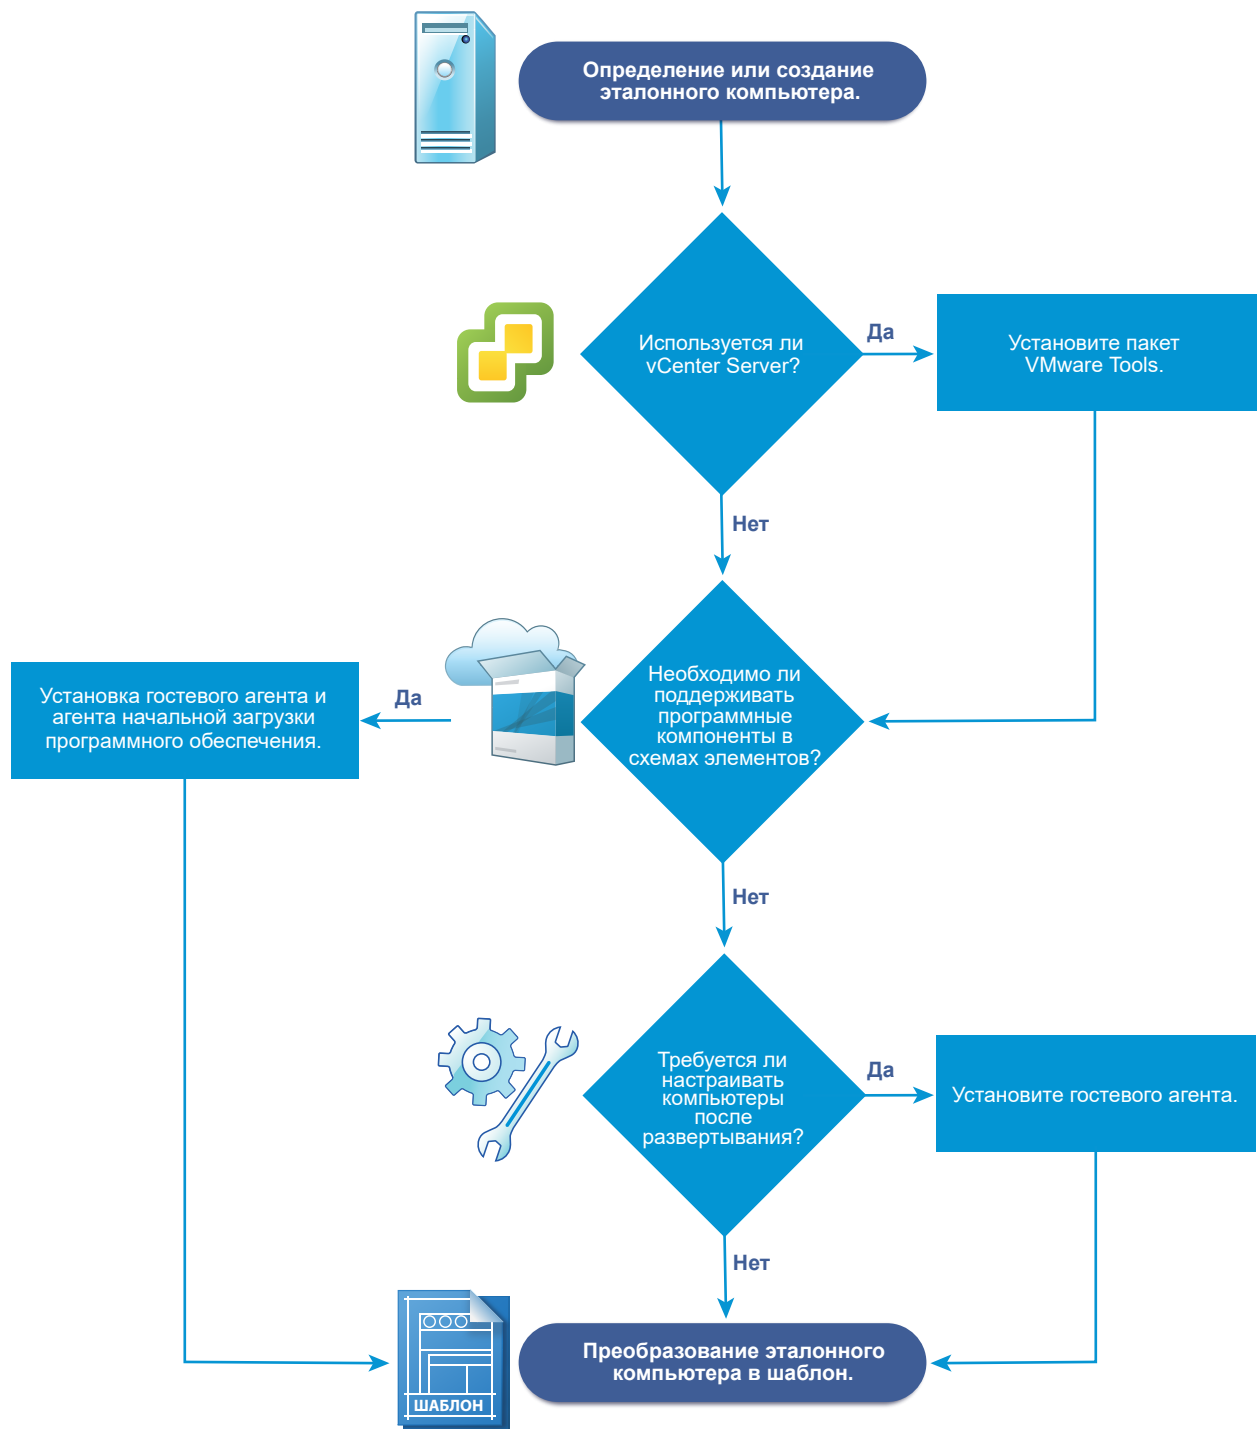 Определение или создание
эталонного компьютера.
Используется ли
vCenter Server?
Да
Установите пакет
VMware Tools.
Нет
Необходимо ли
поддерживать
программные
компоненты в
схемах элементов?
Да
Установка гостевого агента и
агента начальной загрузки
программного обеспечения.
Нет
Требуется ли
настраивать
компьютеры
после
развертывания?
Да
Установите гостевого агента.
Нет
Преобразование эталонного
компьютера в шаблон.
ШАБЛОН